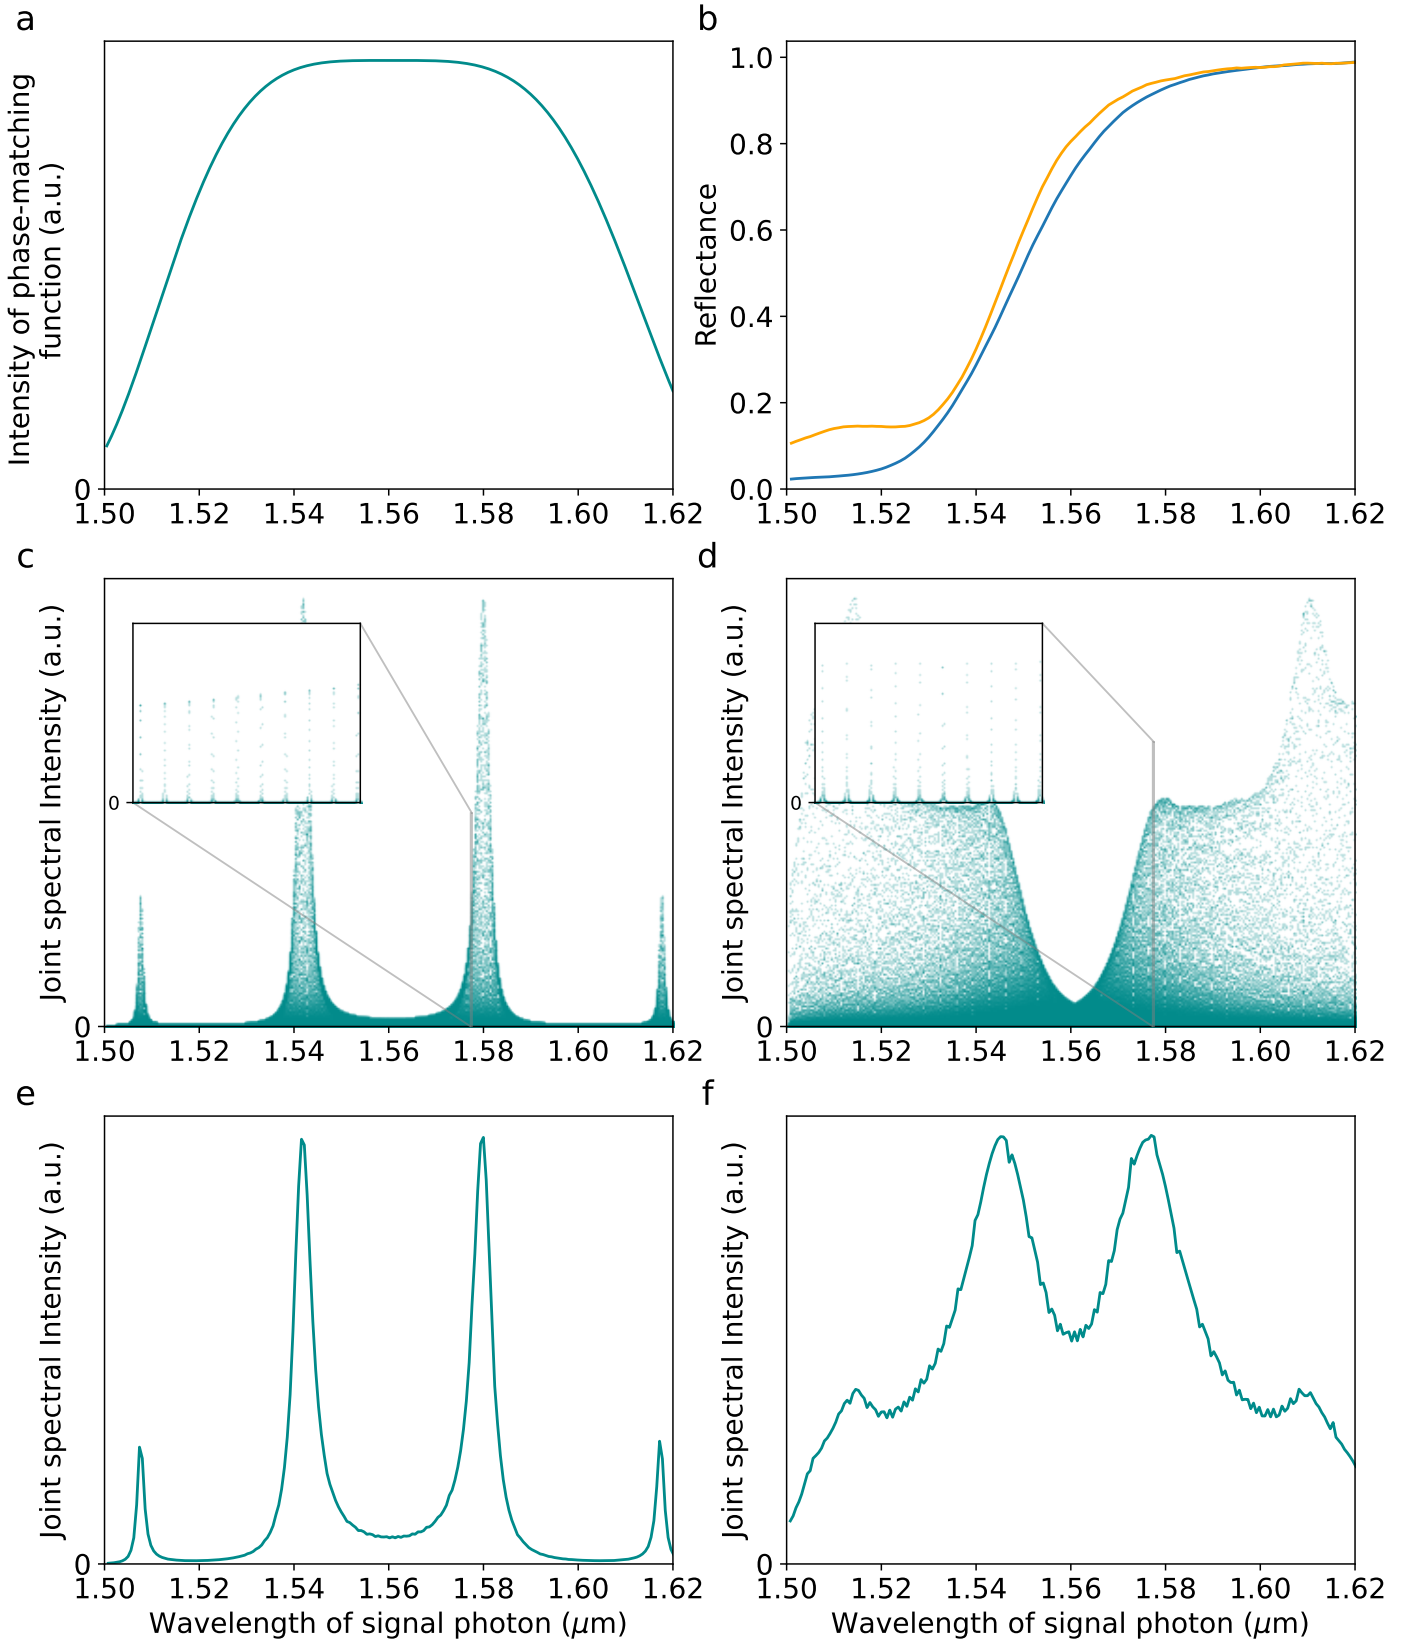 a
Intensity of phase-matching
function (a.u.)
0
1.50 1.52 1.54 1.56 1.58 1.60 1.62
b
Reflectance
1.0
0.8
0.6
0.4
0.2
0.0
1.50 1.52 1.54 1.56 1.58 1.60 1.62
c
Joint spectral Intensity (a.u.)
0
0
1.50 1.52 1.54 1.56 1.58 1.60 1.62
d
Joint spectral Intensity (a.u.)
0
0
1.50 1.52 1.54 1.56 1.58 1.60 1.62
e
Joint spectral Intensity (a.u.)
0
1.50 1.52 1.54 1.56 1.58 1.60 1.62
Wavelength of signal photon (μm)
f
Joint spectral Intensity (a.u.)
0
1.50 1.52 1.54 1.56 1.58 1.60 1.62
Wavelength of signal photon (μm)